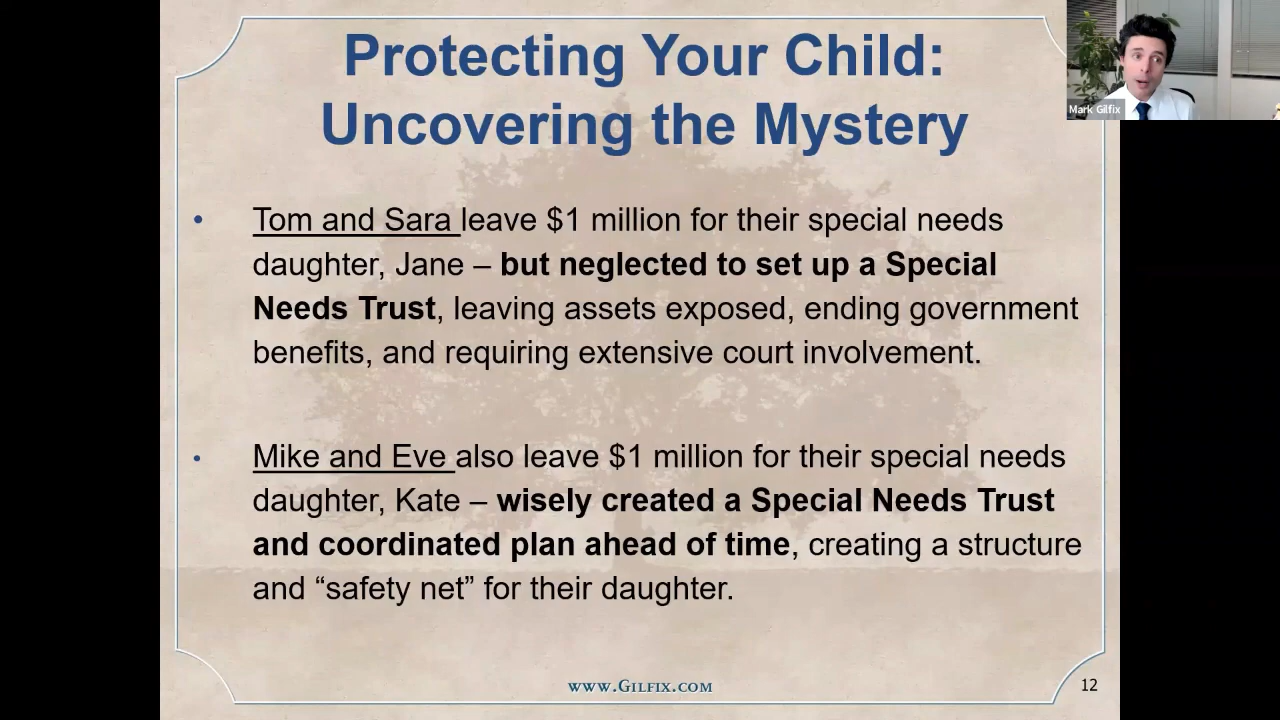 Protecting Your Child:
Uncovering the Mystery
Mark Gilfix
• Tom and Sara leave $1 million for their special needs
daughter, Jane – but neglected to set up a Special
Needs Trust, leaving assets exposed, ending government
benefits, and requiring extensive court involvement.
• Mike and Eve also leave $1 million for their special needs
daughter, Kate – wisely created a Special Needs Trust
and coordinated plan ahead of time, creating a structure
and “safety net” for their daughter.
www.Gilfix.com
12